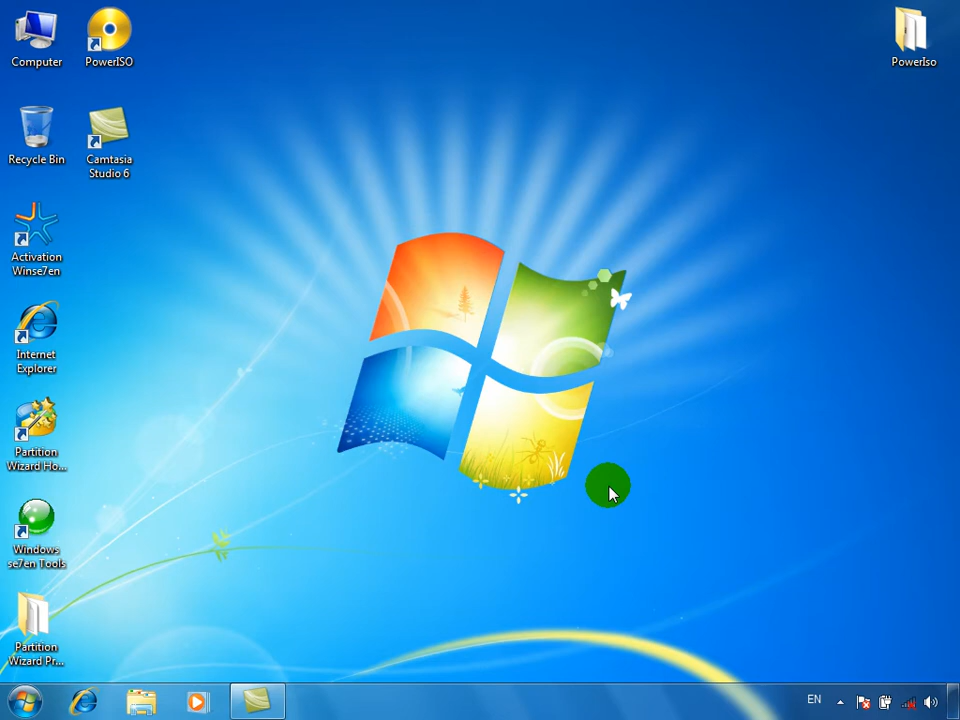 Computer
PowerISO
PowerIso
Recycle Bin
Camtasia
Studio 6
Activation
Winse7en
Internet
Explorer
Partition
Wizard Ho...
Windows
se7en Tools
Partition
Wizard Pr...
EN